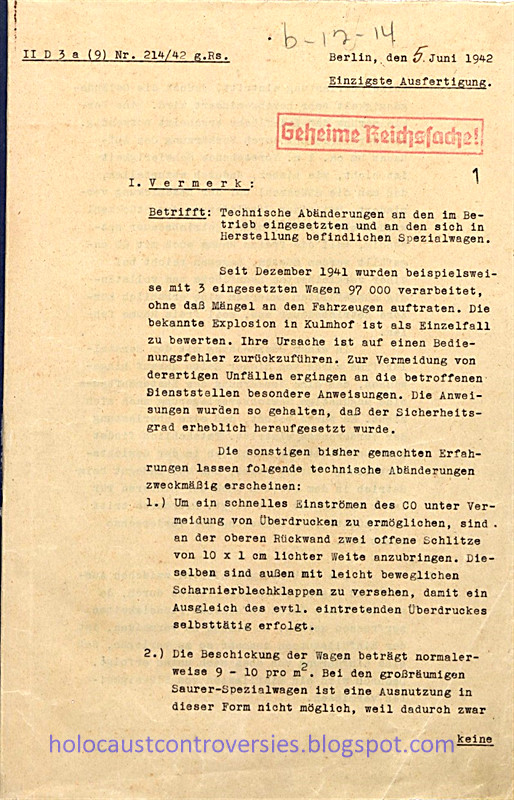 b-12-14
II D 3 a (9) Nr. 214/42 g.Rs.
Berlin, den 5. Juni 1942
Einzigste Ausfertigung.
Geheime Reichssache!
1
I. Vermerk:
Betrifft: Technische Abänderungen an den im Be-
trieb eingesetzten und an den sich in
Herstellung befindlichen Spezialwagen.
Seit Dezember 1941 wurden beispielswei-
se mit 3 eingesetzten Wagen 97 000 verarbeitet,
ohne daß Mängel an den Fahrzeugen auftraten. Die
bekannte Explosion in Kulmhof ist als Einzelfall
zu bewerten. Ihre Ursache ist auf einen Bedie-
nungsfehler zurückzuführen. Zur Vermeidung von
derartigen Unfällen ergingen an die betroffenen
Dienststellen besondere Anweisungen. Die Anwei-
sungen wurden so gehalten, daß der Sicherheits-
grad erheblich heraufgesetzt wurde.
Die sonstigen bisher gemachten Erfah-
rungen lassen folgende technische Abänderungen
zweckmäßig erscheinen:
1.) Um ein schnelles Einströmen des CO unter Ver-
meidung von Überdrucken zu ermöglichen, sind
an der oberen Rückwand zwei offene Schlitze
von 10 x 1 cm lichter Weite anzubringen. Die-
selben sind außen mit leicht beweglichen
Scharnierblechklappen zu versehen, damit ein
Ausgleich des evtl. eintretenden Überdruckes
selbsttätig erfolgt.
2.) Die Beschickung der Wagen beträgt normaler-
weise 9 - 10 pro m². Bei den großräumigen
Saurer-Spezialwagen ist eine Ausnutzung in
dieser Form nicht möglich, weil dadurch zwar
keine
holocaustcontroversies.blogspot.com